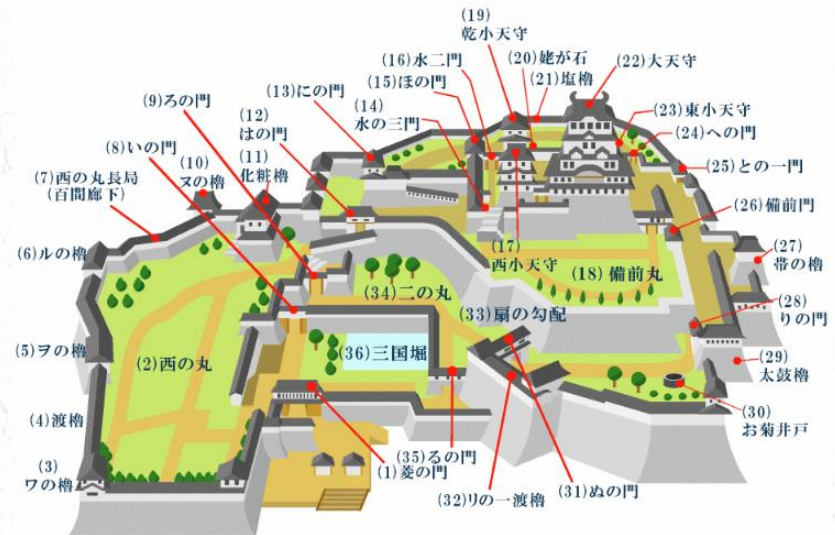 (19)
乾小天守
(16)水二門
(20)姥が石
(22)大天守
(15)ほの門
(21)塩櫓
(13)にの門
(14)
水の三門
(9)ろの門
(12)
はの門
(23)東小天守
(24)への門
(8)いの門
(10)
ヌの櫓
(11)
化粧櫓
(25)との一門
(7)西の丸長局
(百間廊下)
(26)備前門
(6)ルの櫓
(17)
西小天守
(18)備前丸
(27)
帯の櫓
(34)二の丸
(33)扇の勾配
(28)
りの門
(5)ヲの櫓
(2)西の丸
(36)三国堀
(29)
太鼓櫓
(4)渡櫓
(30)
お菊井戸
(3)
ワの櫓
(35)るの門
(1)菱の門
(32)リの一渡櫓
(31)ぬの門